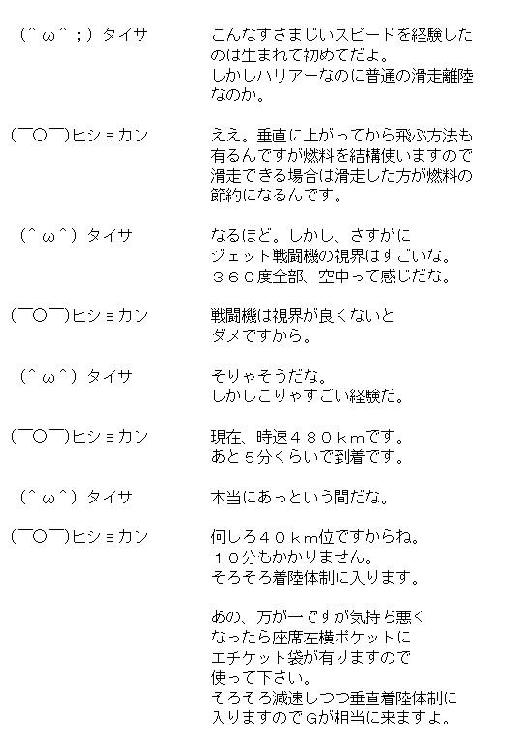 (＾ω＾；）タイサ　こんなすさまじいスピードを経験した
のは生まれて初めてだよ。
しかしハリアーなのに普通の滑走離陸
なのか。
(￣○￣)ヒショカン　ええ。垂直に上がってから飛ぶ方法も
有るんですが燃料を結構使いますので
滑走できる場合は滑走した方が燃料の
節約になるんです。
（＾ω＾）タイサ　なるほど。しかし、さすがに
ジェット戦闘機の視界はすごいな。
３６０度全部、空中って感じだな。
(￣○￣)ヒショカン　戦闘機は視界が良くないと
ダメですから。
（＾ω＾）タイサ　そりゃそうだな。
しかしこりゃすごい経験だ。
(￣○￣)ヒショカン　現在、時速４８０ｋｍです。
あと５分くらいで到着です。
（＾ω＾）タイサ　本当にあっという間だな。
(￣○￣)ヒショカン　何しろ４０ｋｍ位ですからね。
１０分もかかりません。
そろそろ着陸体制に入ります。
あの、万が一ですが気持ち悪く
なったら座席左横ポケットに
エチケット袋が有りますので
使って下さい。
そろそろ減速しつつ垂直着陸体制に
入りますのでＧが相当に来ますよ。